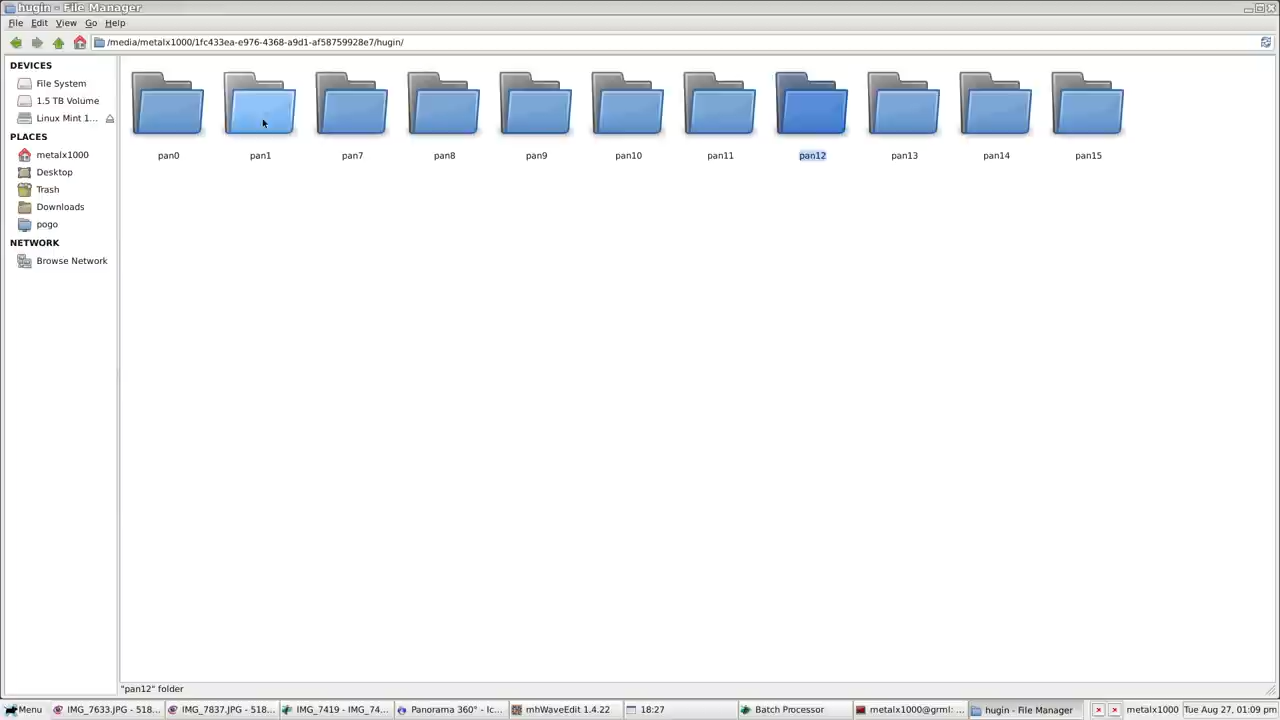 hugin - File Manager
File Edit View Go Help
/media/metalx1000/1fc433ea-e976-4368-a9d1-af58759928e7/hugin/
DEVICES
File System
1.5 TB Volume
Linux Mint 1...
PLACES
metalx1000
Desktop
Trash
Downloads
pogo
NETWORK
Browse Network
pan0 pan1 pan7 pan8 pan9 pan10 pan11 pan12 pan13 pan14 pan15
"pan12" folder
Menu IMG_7633.JPG - 518... IMG_7837.JPG - 518... IMG_7419 - IMG_74... Panorama 360° - Ic... mhWaveEdit 1.4.22 18:27 Batch Processor metalx1000@grml: ... hugin - File Manager metalx1000 Tue Aug 27, 01:09 pm